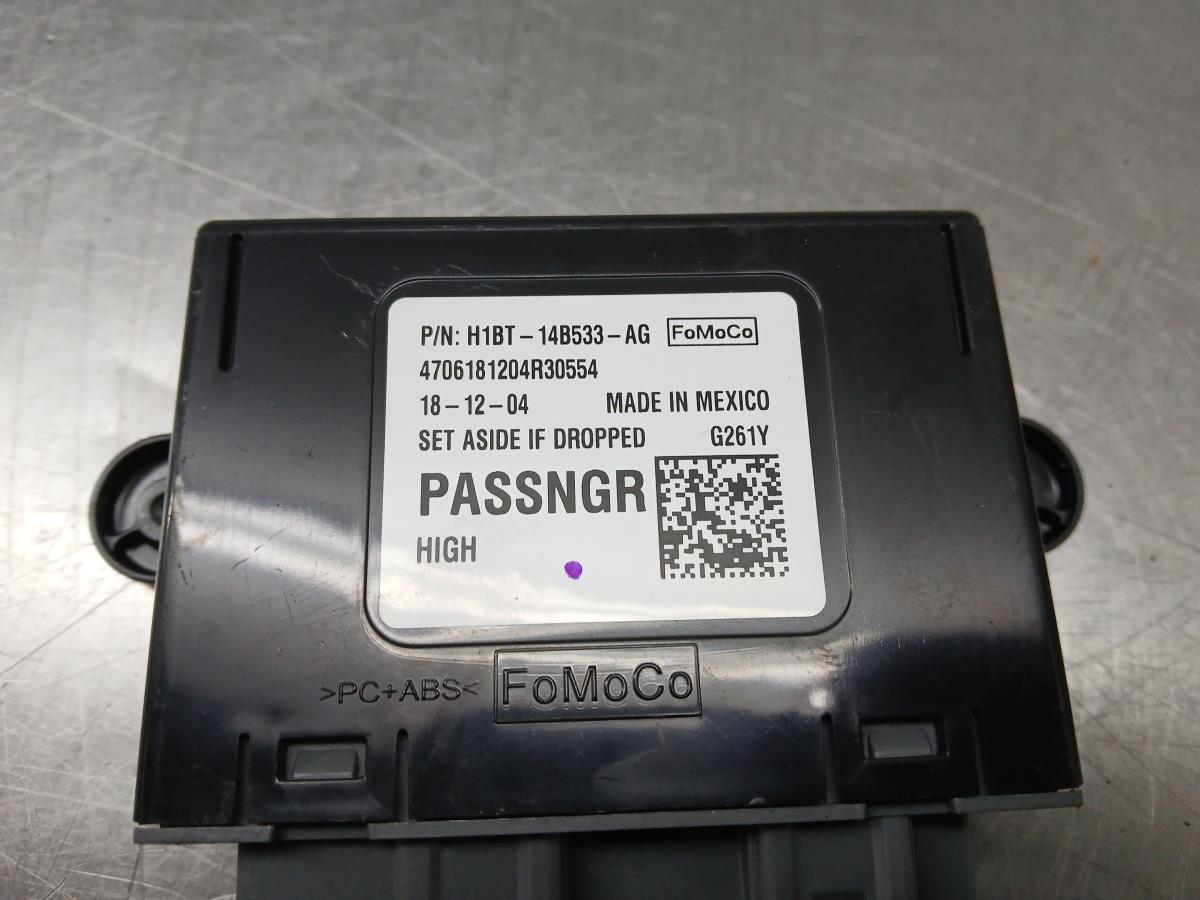 P/N: H1BT-14B533-AG FoMoCo
4706181204R30554
18-12-04 MADE IN MEXICO
SET ASIDE IF DROPPED G261Y
PASSNGR
HIGH
>PC+ABS< FoMoCo